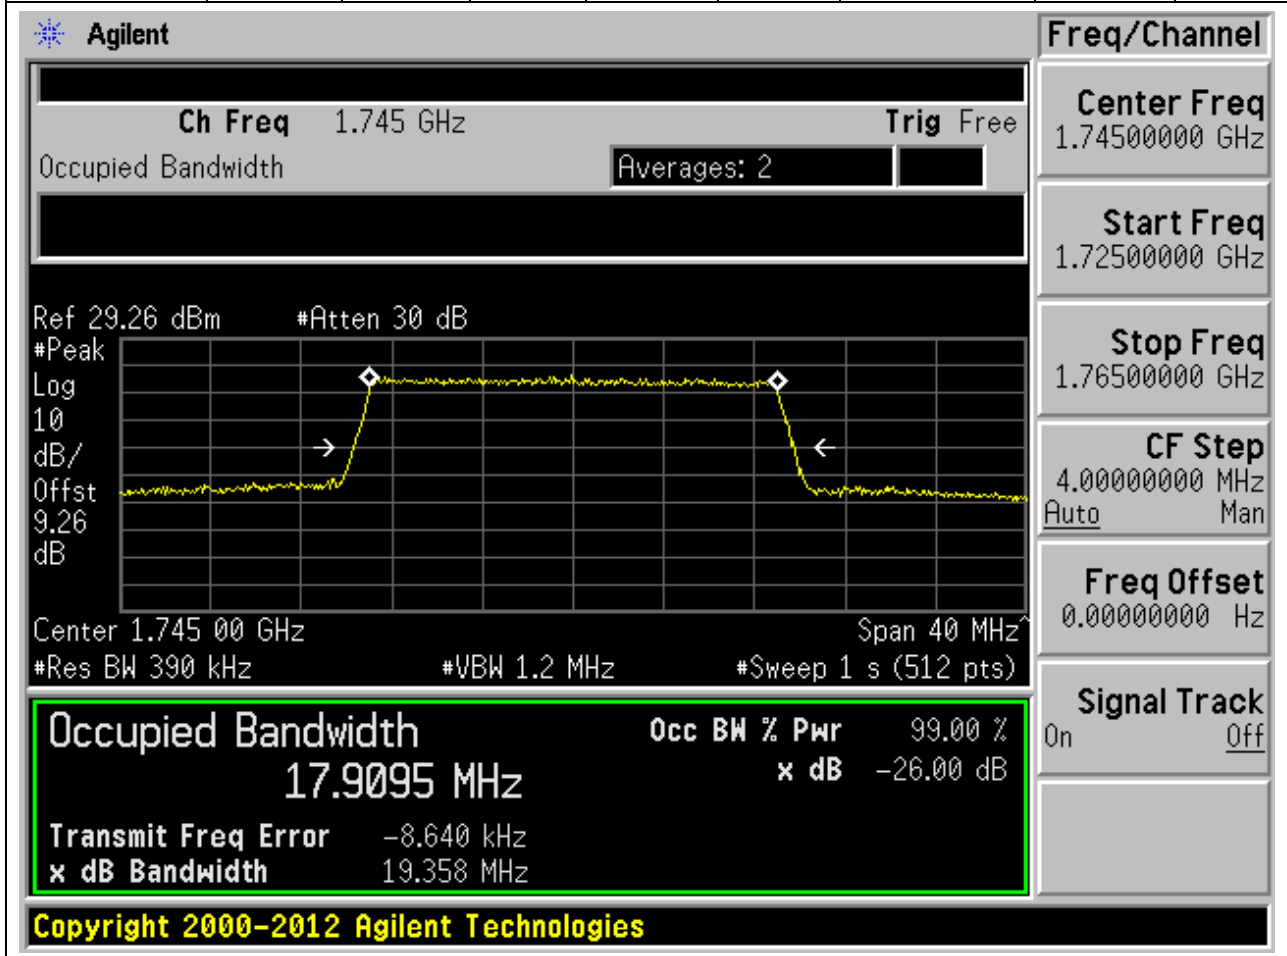 Agilent
Freq/Channel
Ch Freq 1.745 GHz Trig Free
Occupied Bandwidth Averages: 2
Center Freq
1.74500000 GHz
Start Freq
1.72500000 GHz
Stop Freq
1.76500000 GHz
CF Step
4.00000000 MHz
Auto Man
Freq Offset
0.00000000 Hz
Signal Track
On Off
Ref 29.26 dBm #Atten 30 dB
#Peak
Log
10
dB/
Offst
9.26
dB
Center 1.745 00 GHz Span 40 MHz^
#Res BW 390 kHz #VBW 1.2 MHz #Sweep 1 s (512 pts)
Occupied Bandwidth Occ BW % Pwr 99.00 %
17.9095 MHz x dB -26.00 dB
Transmit Freq Error -8.640 kHz
x dB Bandwidth 19.358 MHz
Copyright 2000-2012 Agilent Technologies